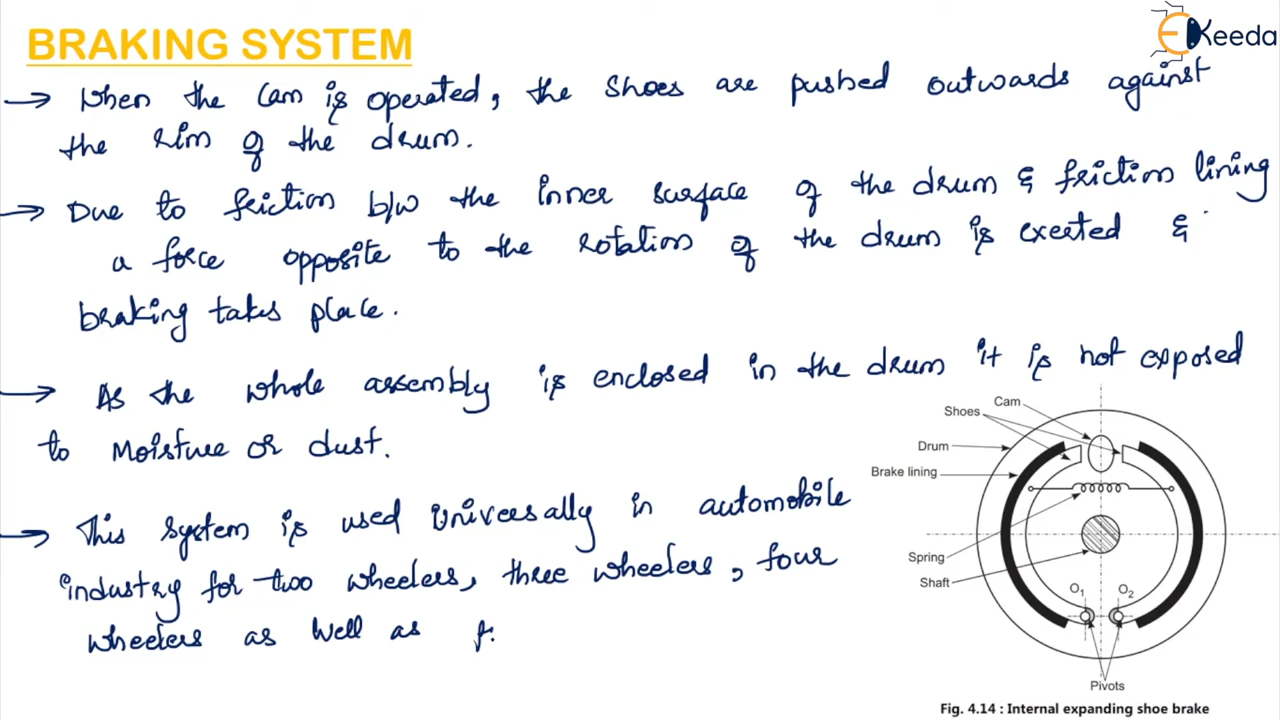 BRAKING SYSTEM
EKeeda
→ When the Cam is operated, the shoes are pushed outwards against
the rim of the drum.
→ Due to friction b/w the inner surface of the drum & friction lining
a force opposite to the rotation of the drum is exerted &
braking takes place.
→ As the whole assembly is enclosed in the drum it is not exposed
to Moisture or dust.
→ This system is used Universally in automobile
industry for two wheelers, three wheelers, four
wheelers as well as
Cam
Shoes
Drum
Brake lining
Spring
Shaft
O1 O2
Pivots
Fig. 4.14 : Internal expanding shoe brake